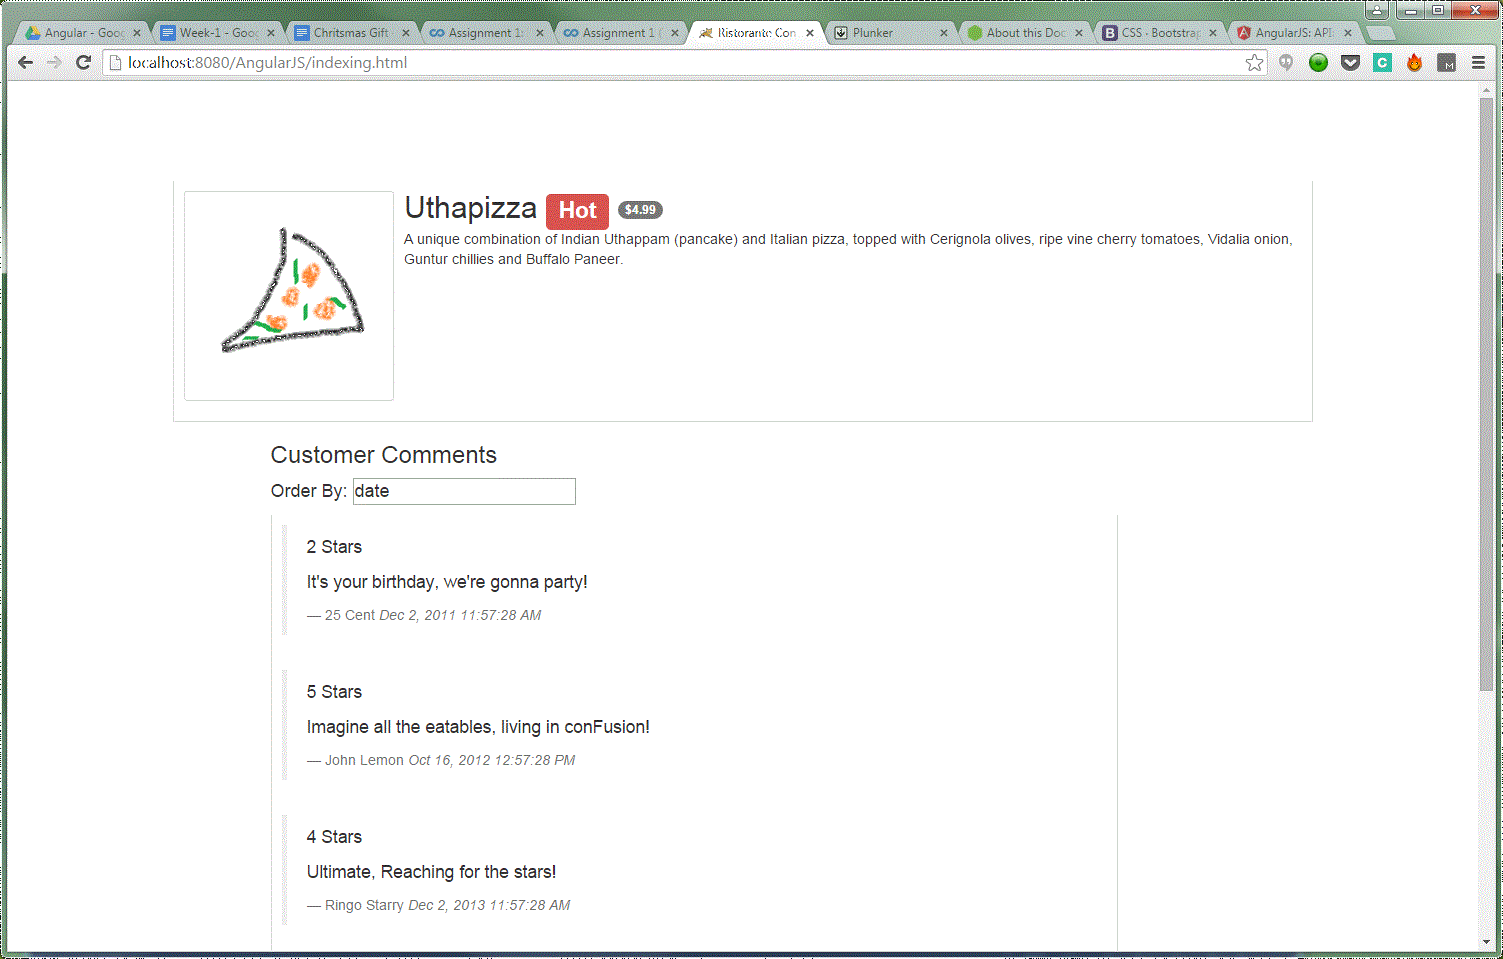 Angular - Goo
Week-1 - Goo
Chritsmas Gift
Assignment 1:
Assignment 1 (
Ristorante Con
Plunker
About this Doc
CSS · Bootstrap
AngularJS: API:
localhost:8080/AngularJS/indexing.html
Uthapizza Hot $4.99
A unique combination of Indian Uthappam (pancake) and Italian pizza, topped with Cerignola olives, ripe vine cherry tomatoes, Vidalia onion,
Guntur chillies and Buffalo Paneer.
Customer Comments
Order By: date
2 Stars
It's your birthday, we're gonna party!
— 25 Cent Dec 2, 2011 11:57:28 AM
5 Stars
Imagine all the eatables, living in conFusion!
— John Lemon Oct 16, 2012 12:57:28 PM
4 Stars
Ultimate, Reaching for the stars!
— Ringo Starry Dec 2, 2013 11:57:28 AM